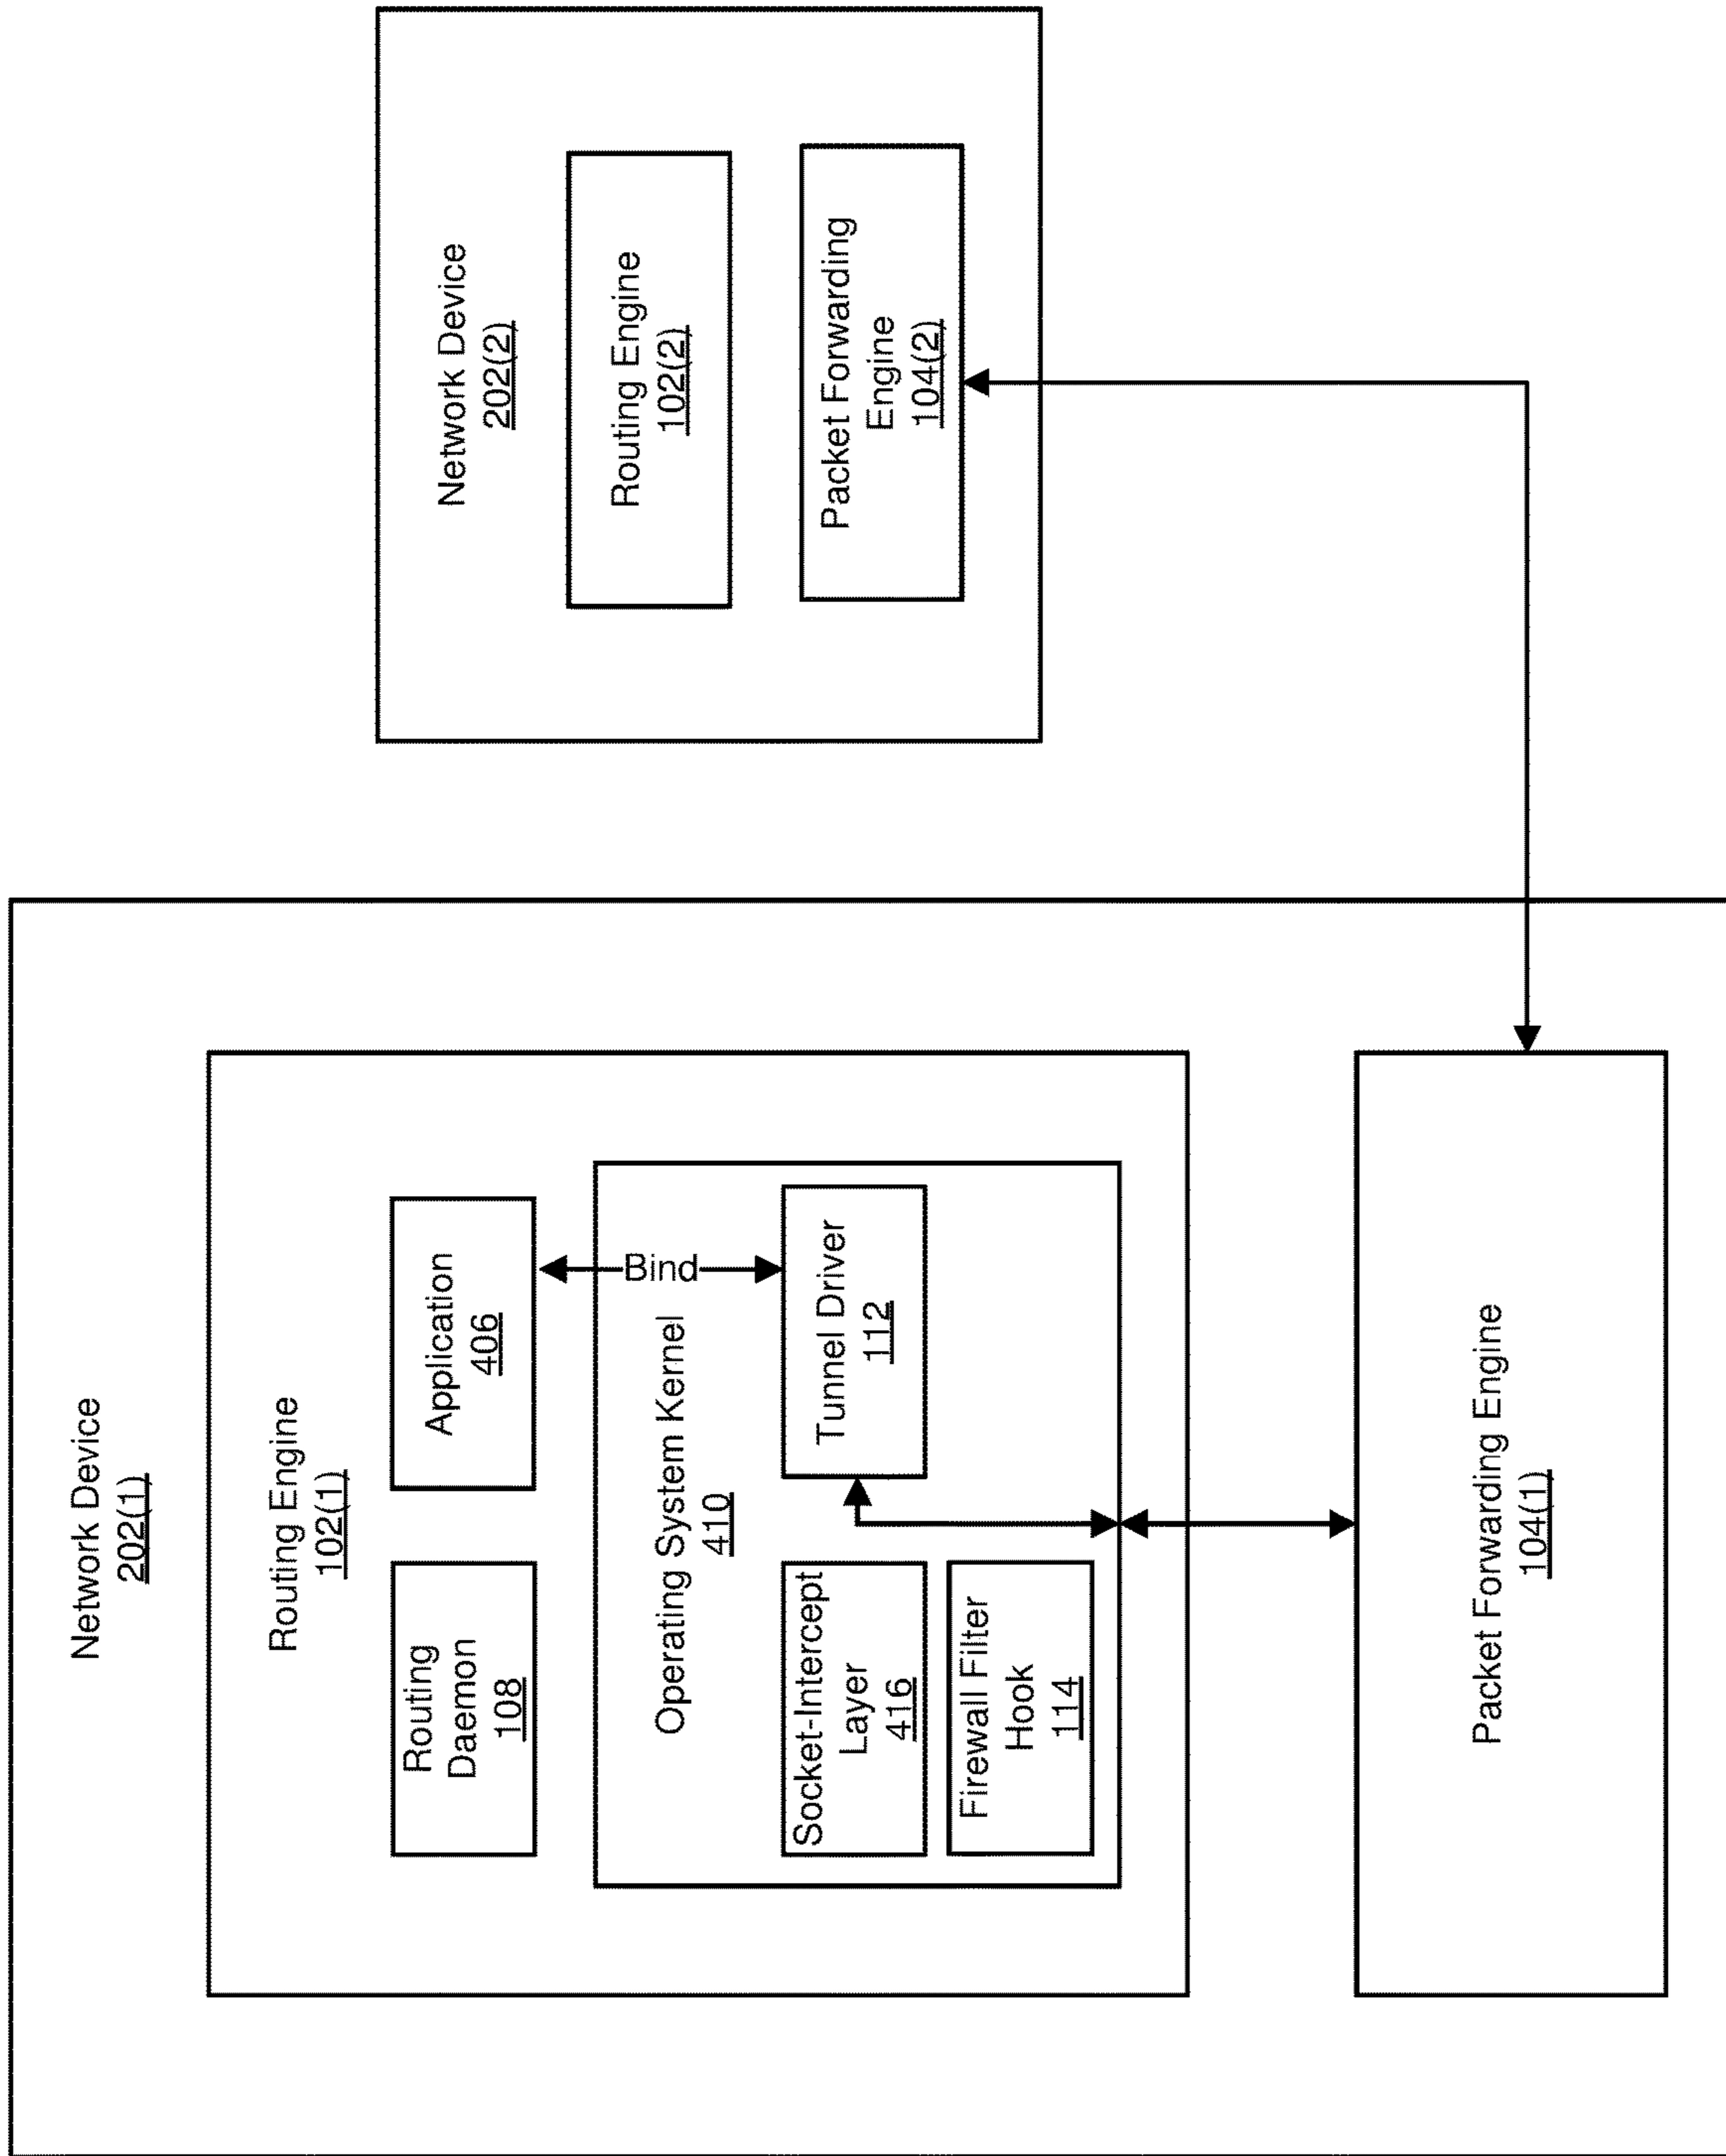 Network Device
202(1)
Routing Engine
102(1)
Routing
Daemon
108
Application
406
Operating System Kernel
410
Bind
Socket-Intercept
Layer
416
Tunnel Driver
112
Firewall Filter
Hook
114
Packet Forwarding Engine
104(1)
Network Device
202(2)
Routing Engine
102(2)
Packet Forwarding
Engine
104(2)